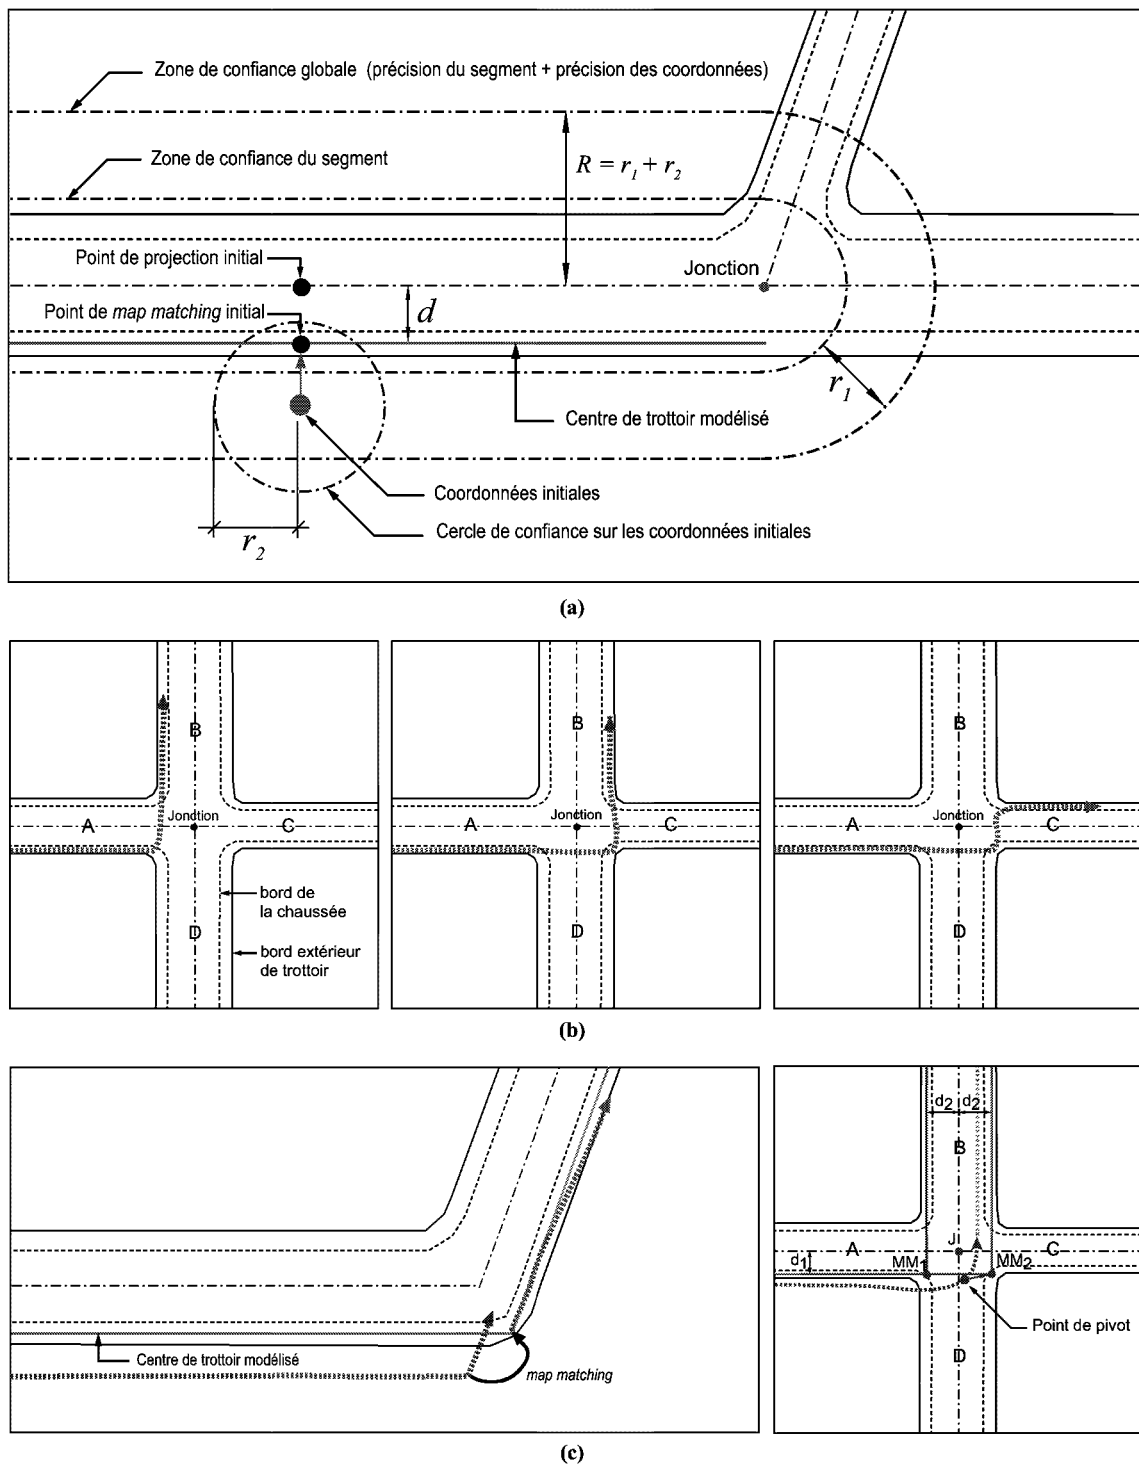 Zone de confiance globale (précision du segment + précision des coordonnées)
Zone de confiance du segment
R = r1 + r2
Point de projection initial
Jonction
Point de map matching initial
d
r1
Centre de trottoir modélisé
Coordonnées initiales
Cercle de confiance sur les coordonnées initiales
r2
(a)
B
Jonction
A
C
bord de
la chaussée
D
bord extérieur
de trottoir
B
Jonction
A
C
D
B
Jonction
A
C
D
(b)
Centre de trottoir modélisé
map matching
d2 d2
B
J
A
C
d1
MM1
MM2
Point de pivot
D
(c)